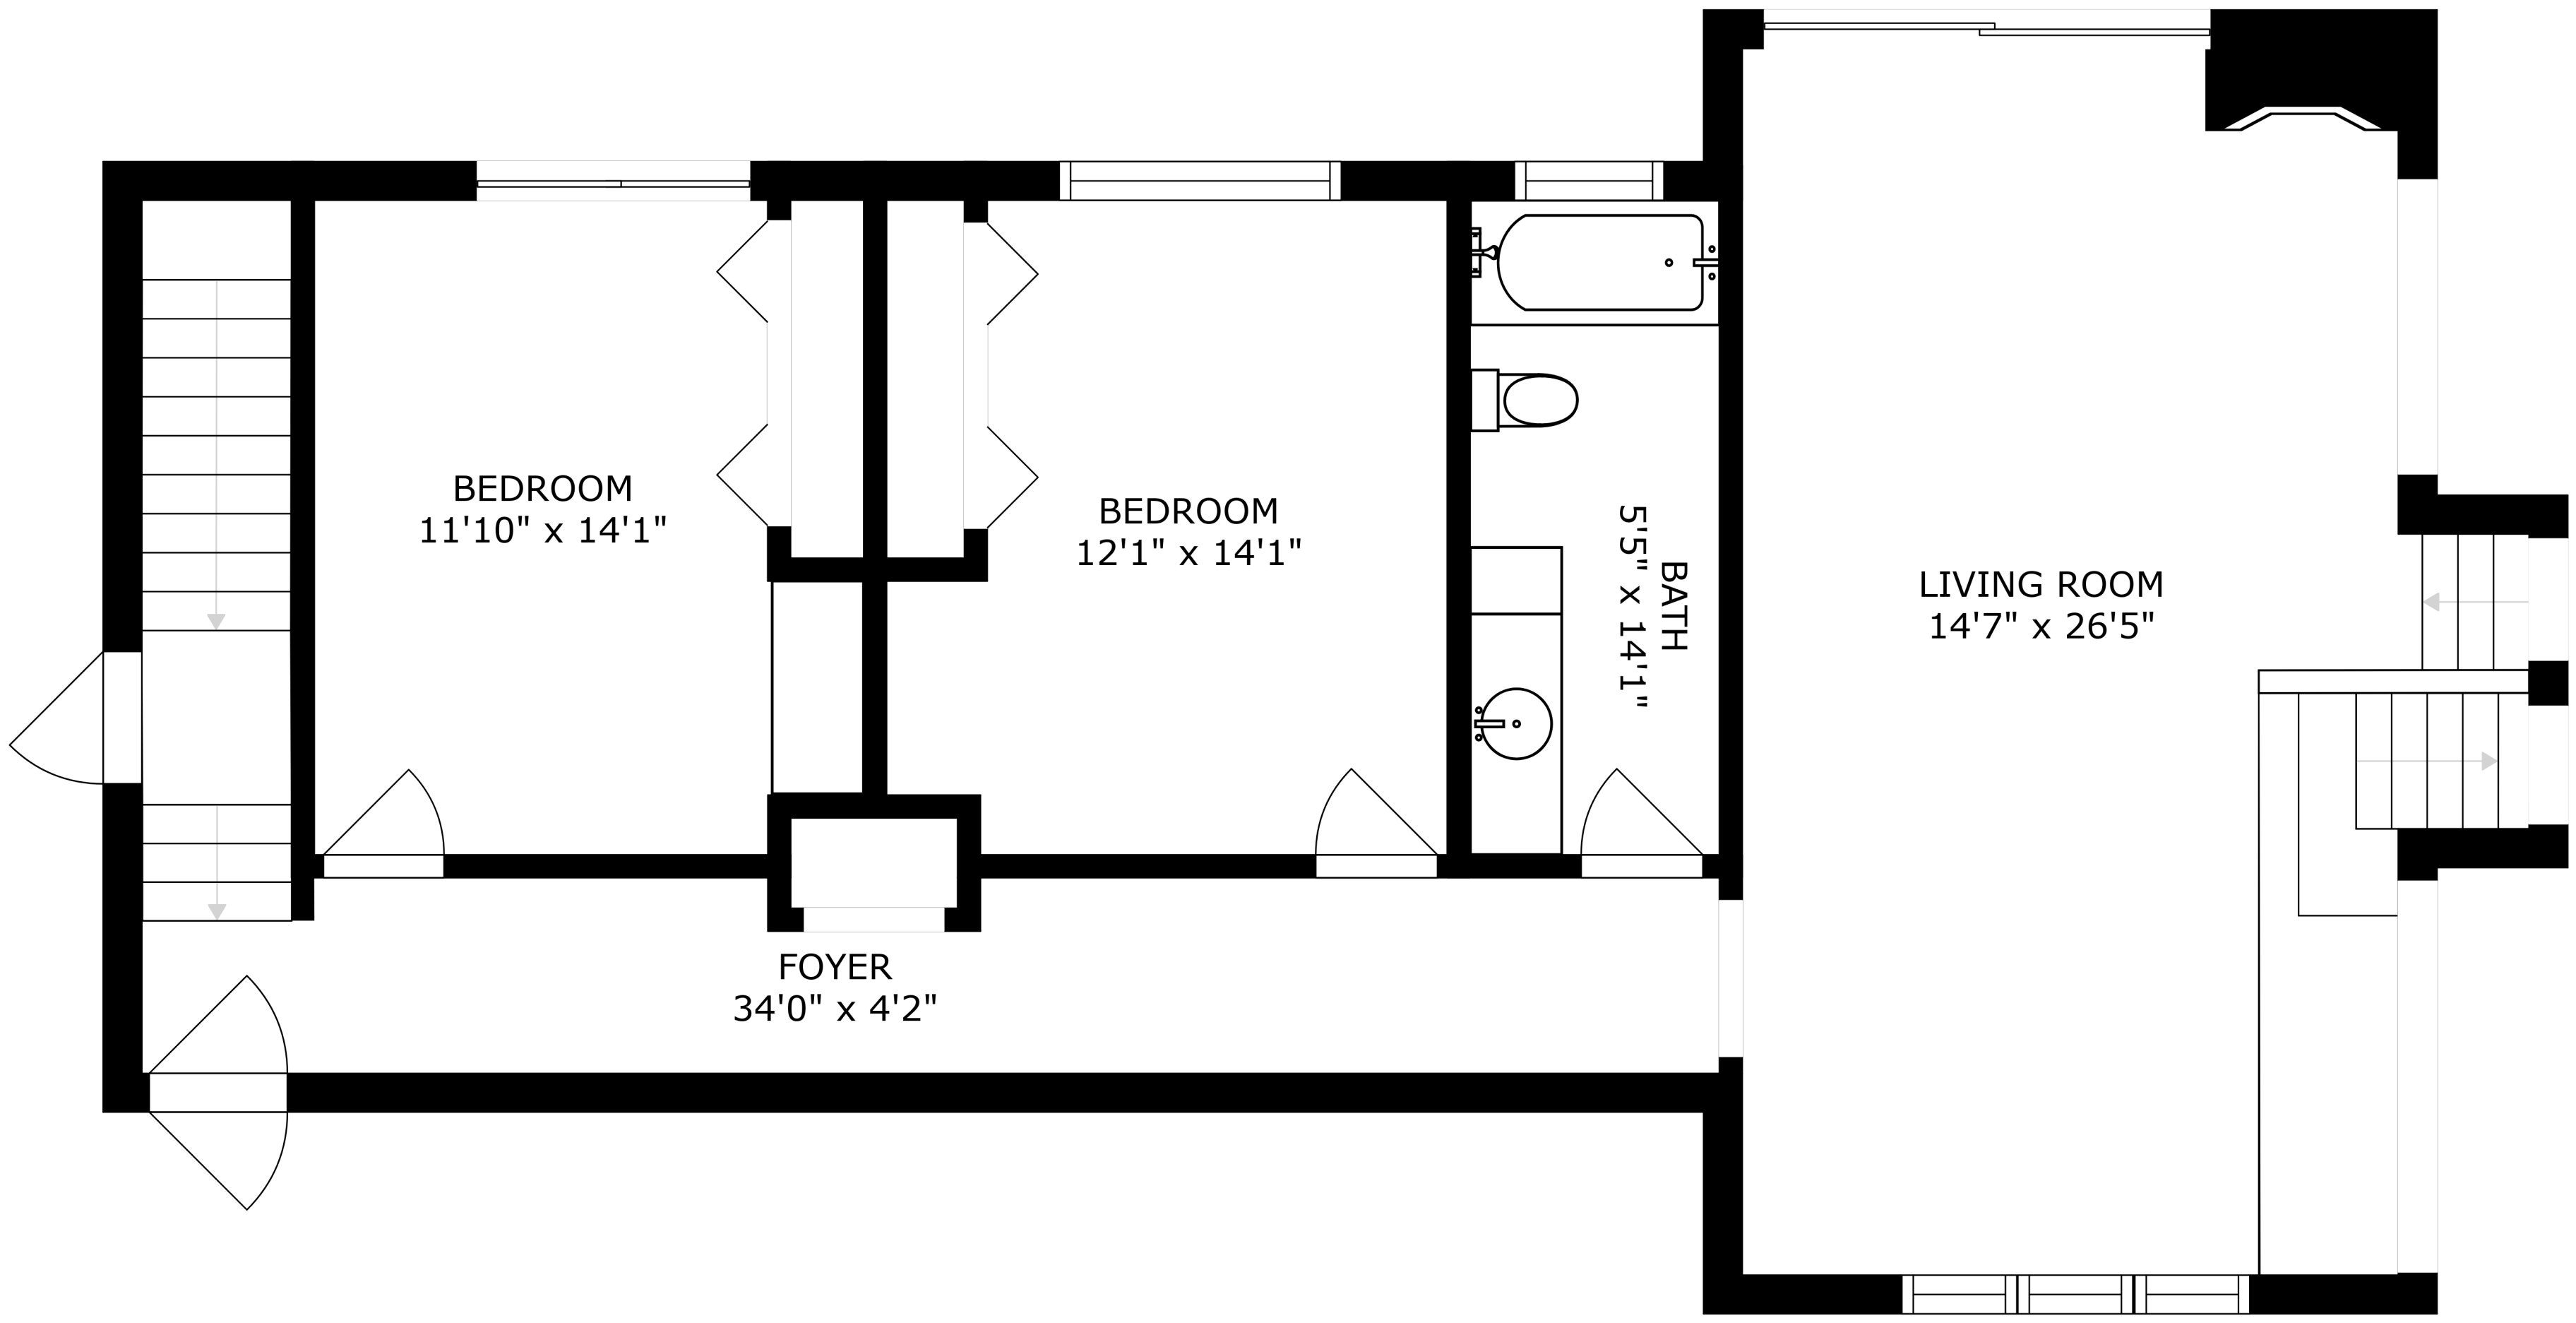 BEDROOM
11'10" x 14'1"
BEDROOM
12'1" x 14'1"
BATH
5'5" x 14'1"
LIVING ROOM
14'7" x 26'5"
FOYER
34'0" x 4'2"